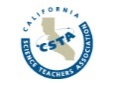 CALIFORNIA
CSTA
SCIENCE TEACHERS ASSOCIATION